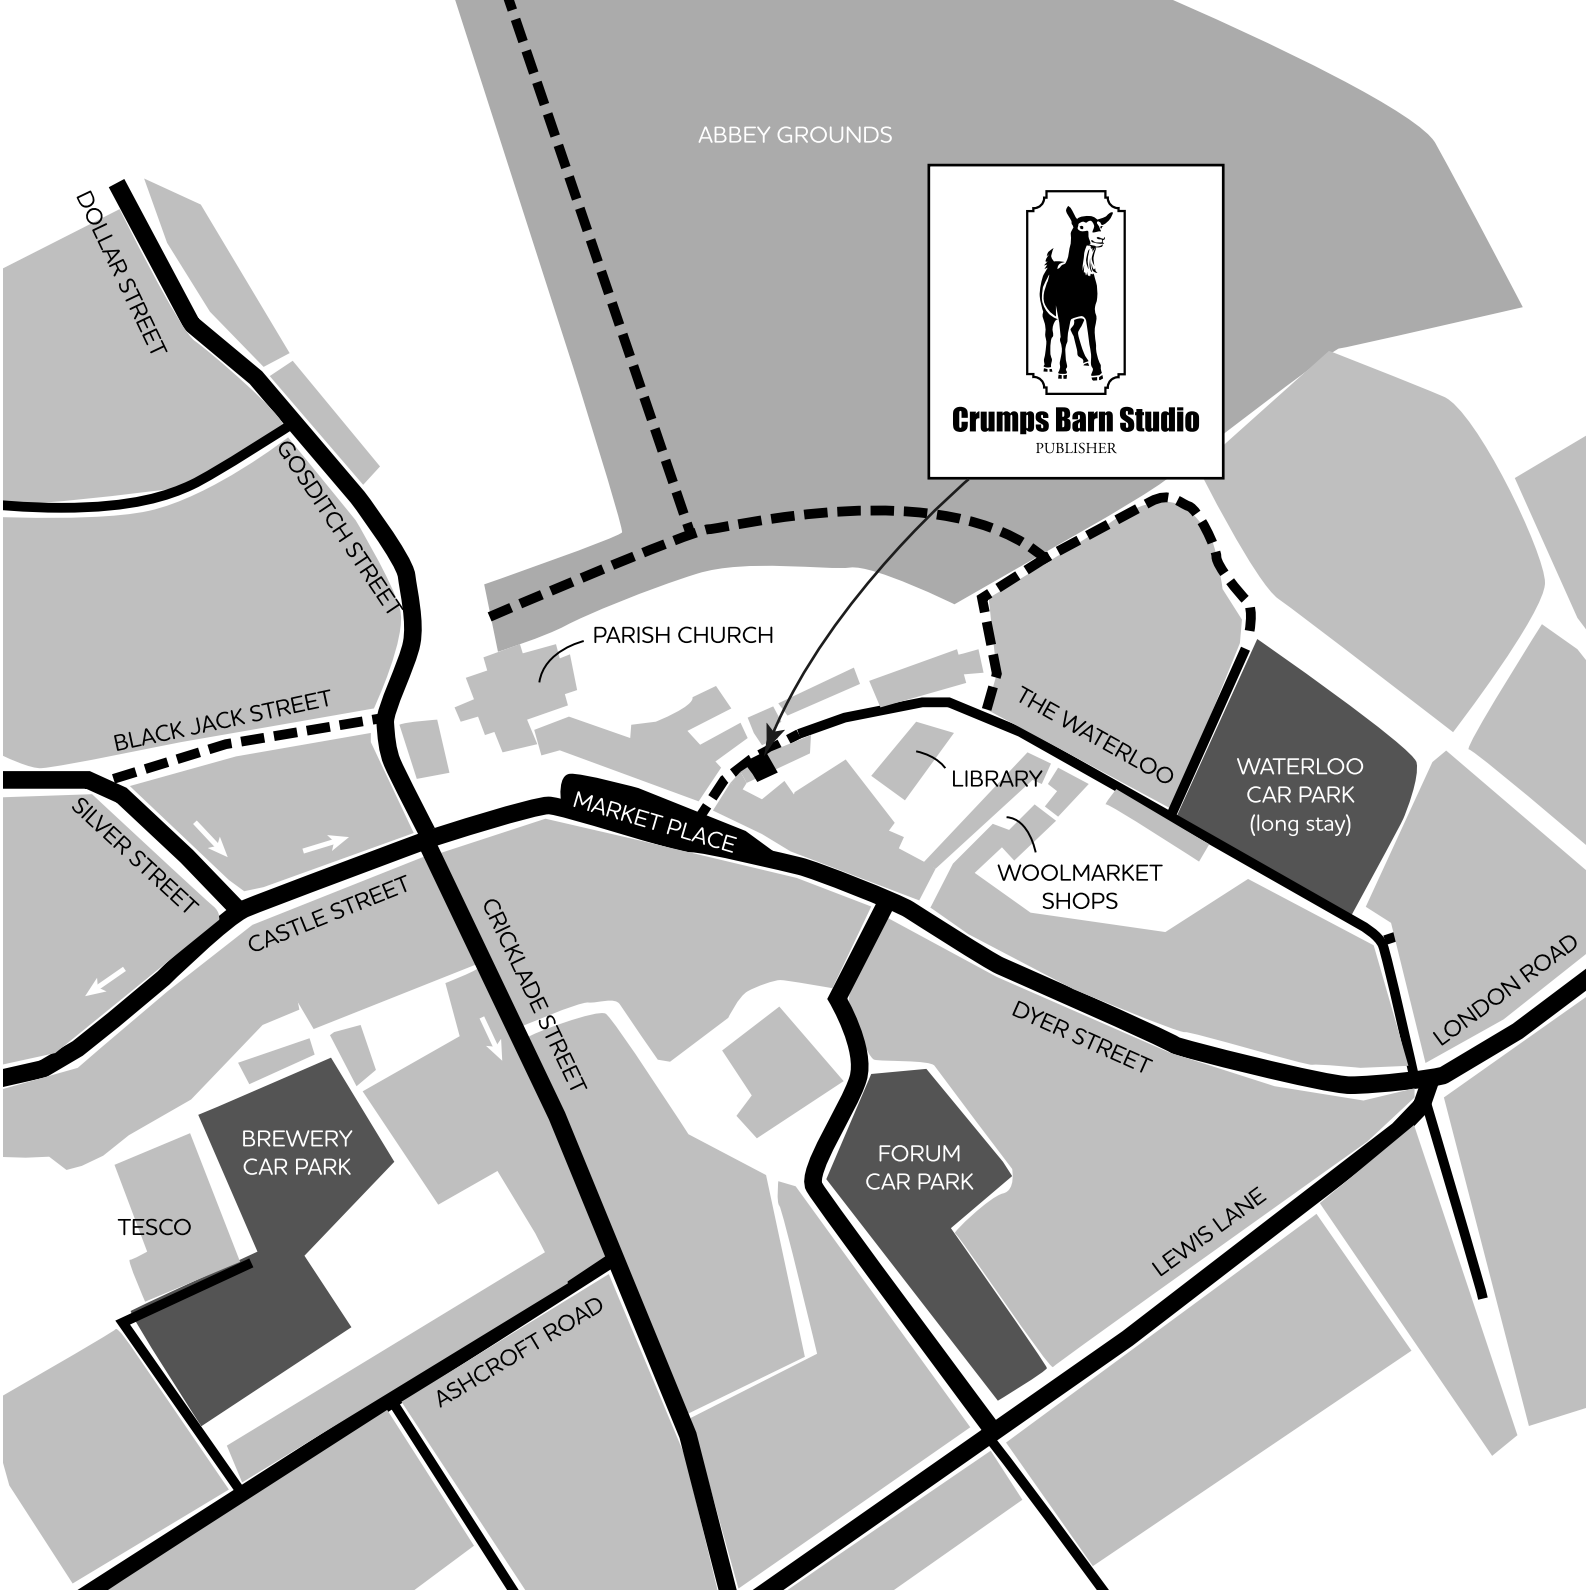 ABBEY GROUNDS
DOLLAR STREET
Crumps Barn Studio
PUBLISHER
GOSDITCH STREET
PARISH CHURCH
BLACK JACK STREET
THE WATERLOO
LIBRARY
WATERLOO
CAR PARK
(long stay)
SILVER STREET
MARKET PLACE
WOOLMARKET
SHOPS
CASTLE STREET
CRICKLADE STREET
DYER STREET
LONDON ROAD
BREWERY
CAR PARK
FORUM
CAR PARK
TESCO
LEWIS LANE
ASHCROFT ROAD